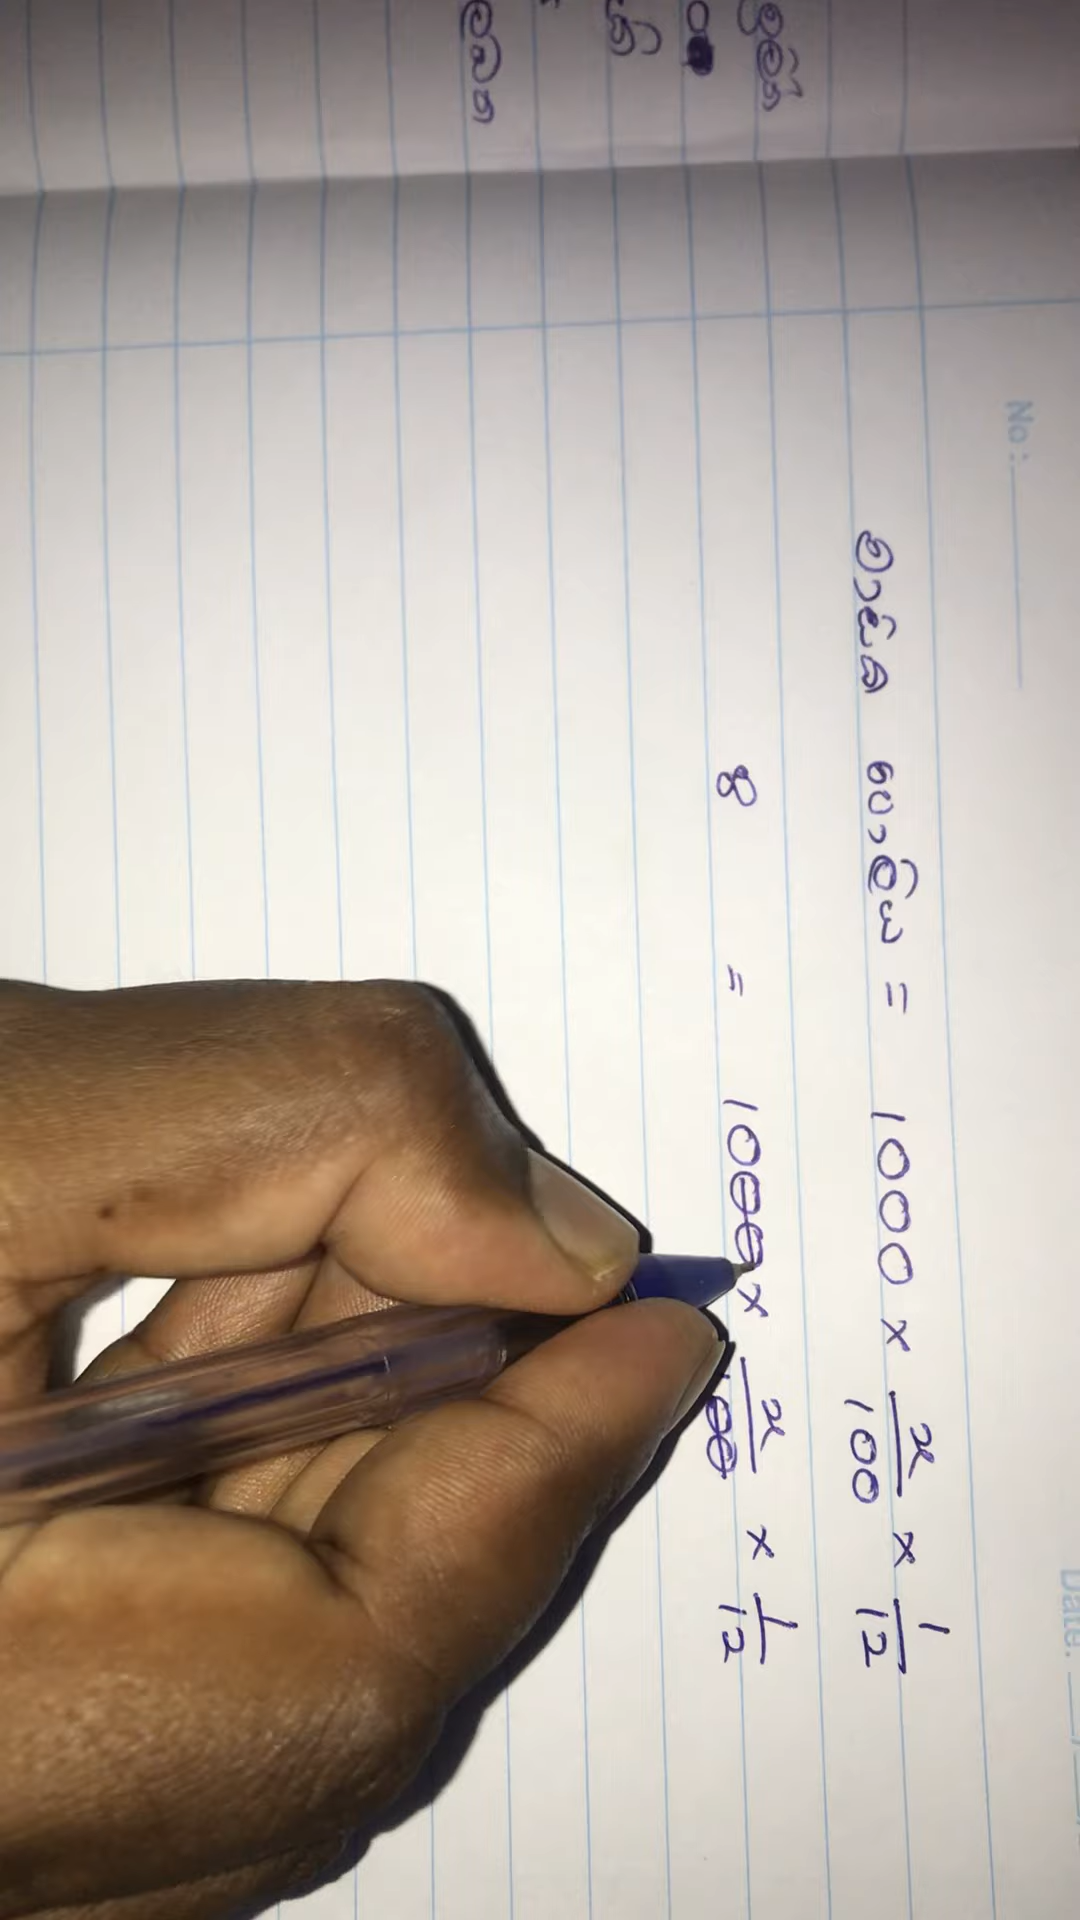 No:
Date:
මාසික පොලිය = 1000 × x/100 × 1/12
8 = 1000 × x/100 × 1/12